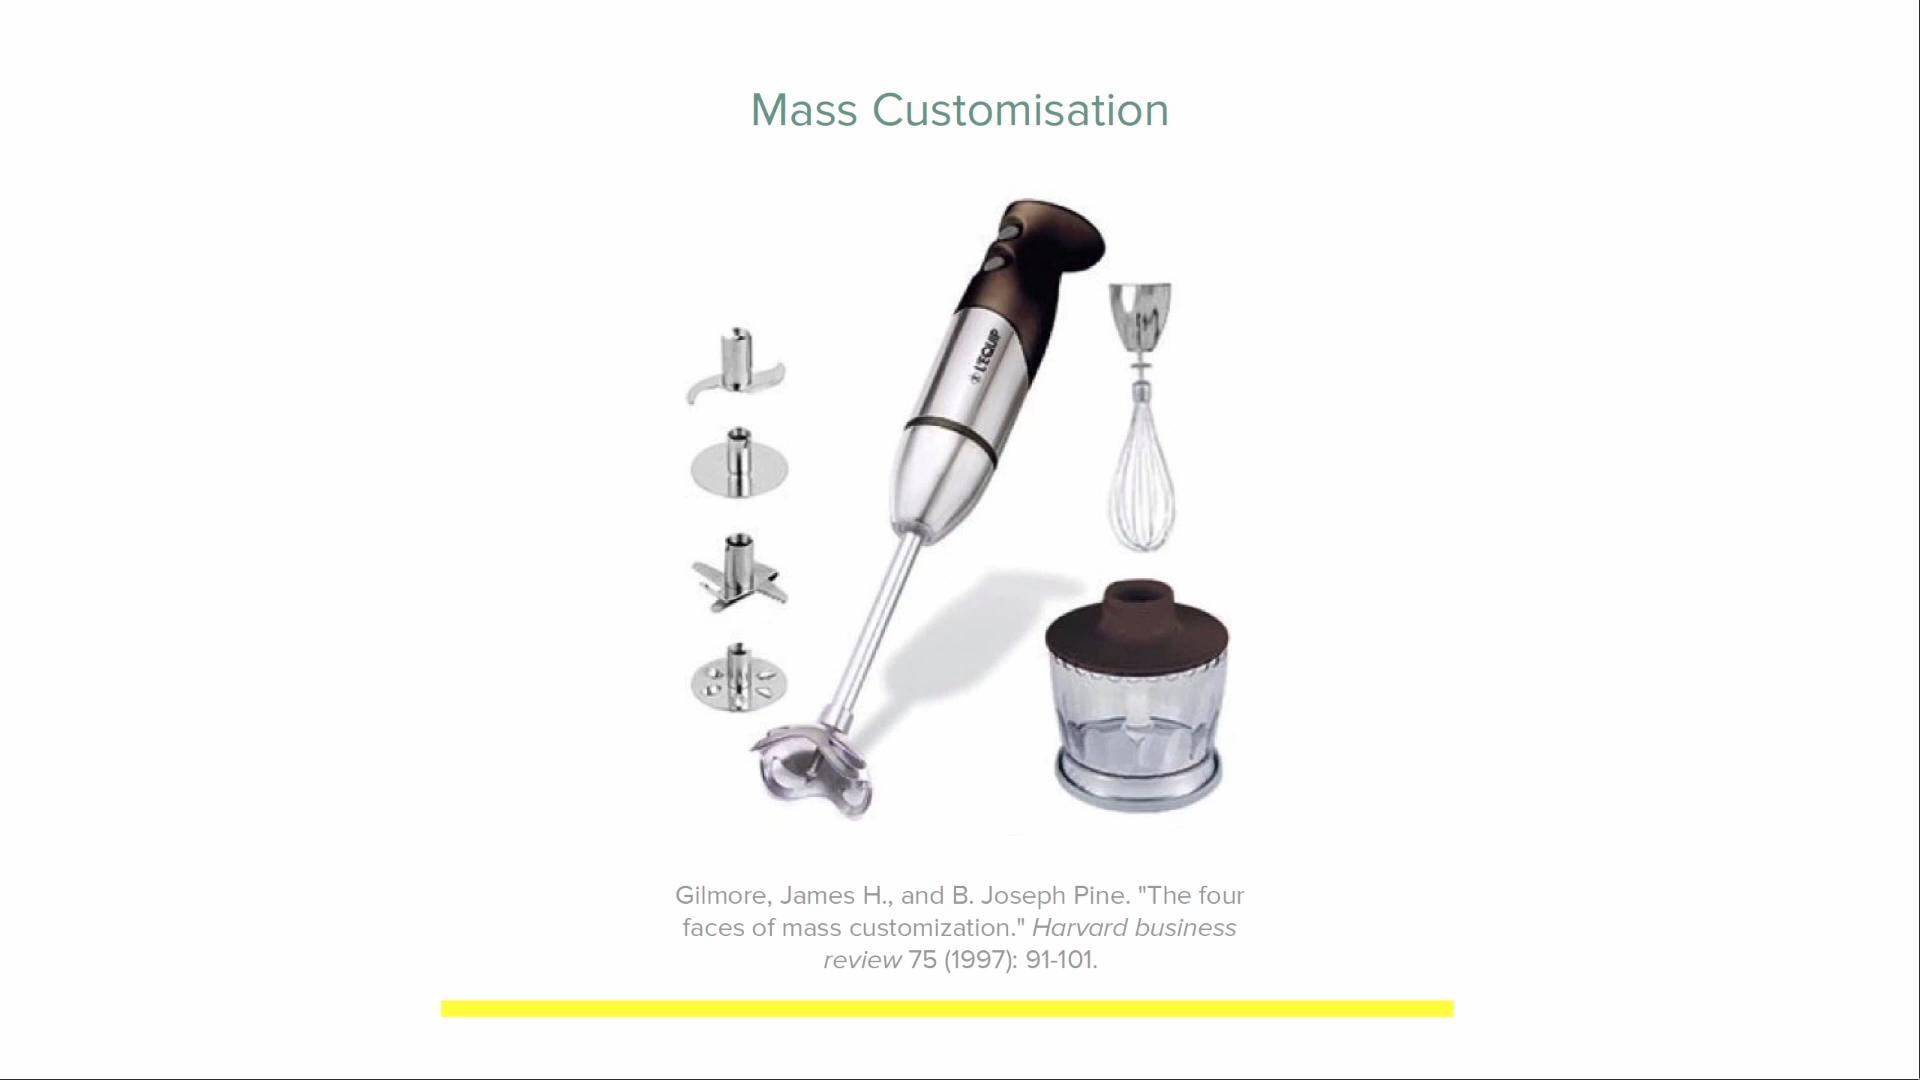 Mass Customisation
L'EQUIP
Gilmore, James H., and B. Joseph Pine. "The four
faces of mass customization." Harvard business
review 75 (1997): 91-101.